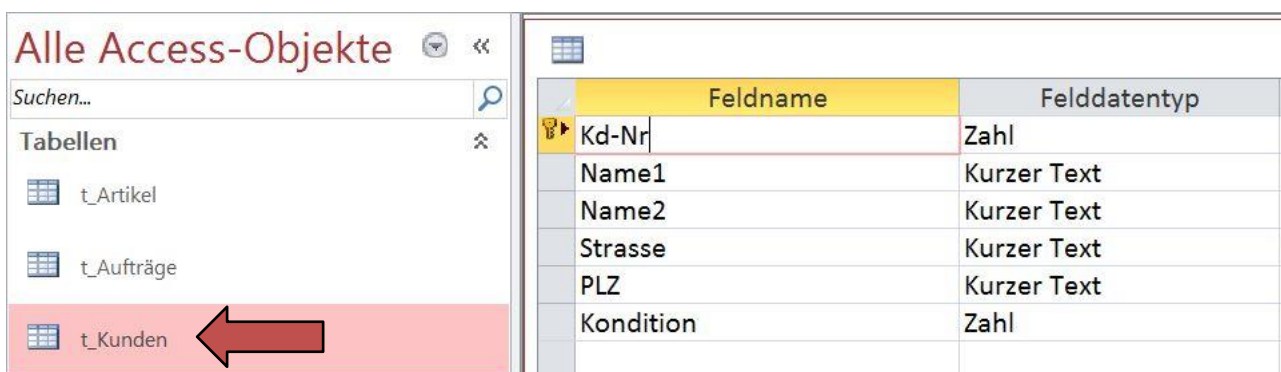 Alle Access-Objekte
Suchen...
Tabellen
t_Artikel
t_Aufträge
t_Kunden
Feldname Felddatentyp
Kd-Nr Zahl
Name1 Kurzer Text
Name2 Kurzer Text
Strasse Kurzer Text
PLZ Kurzer Text
Kondition Zahl